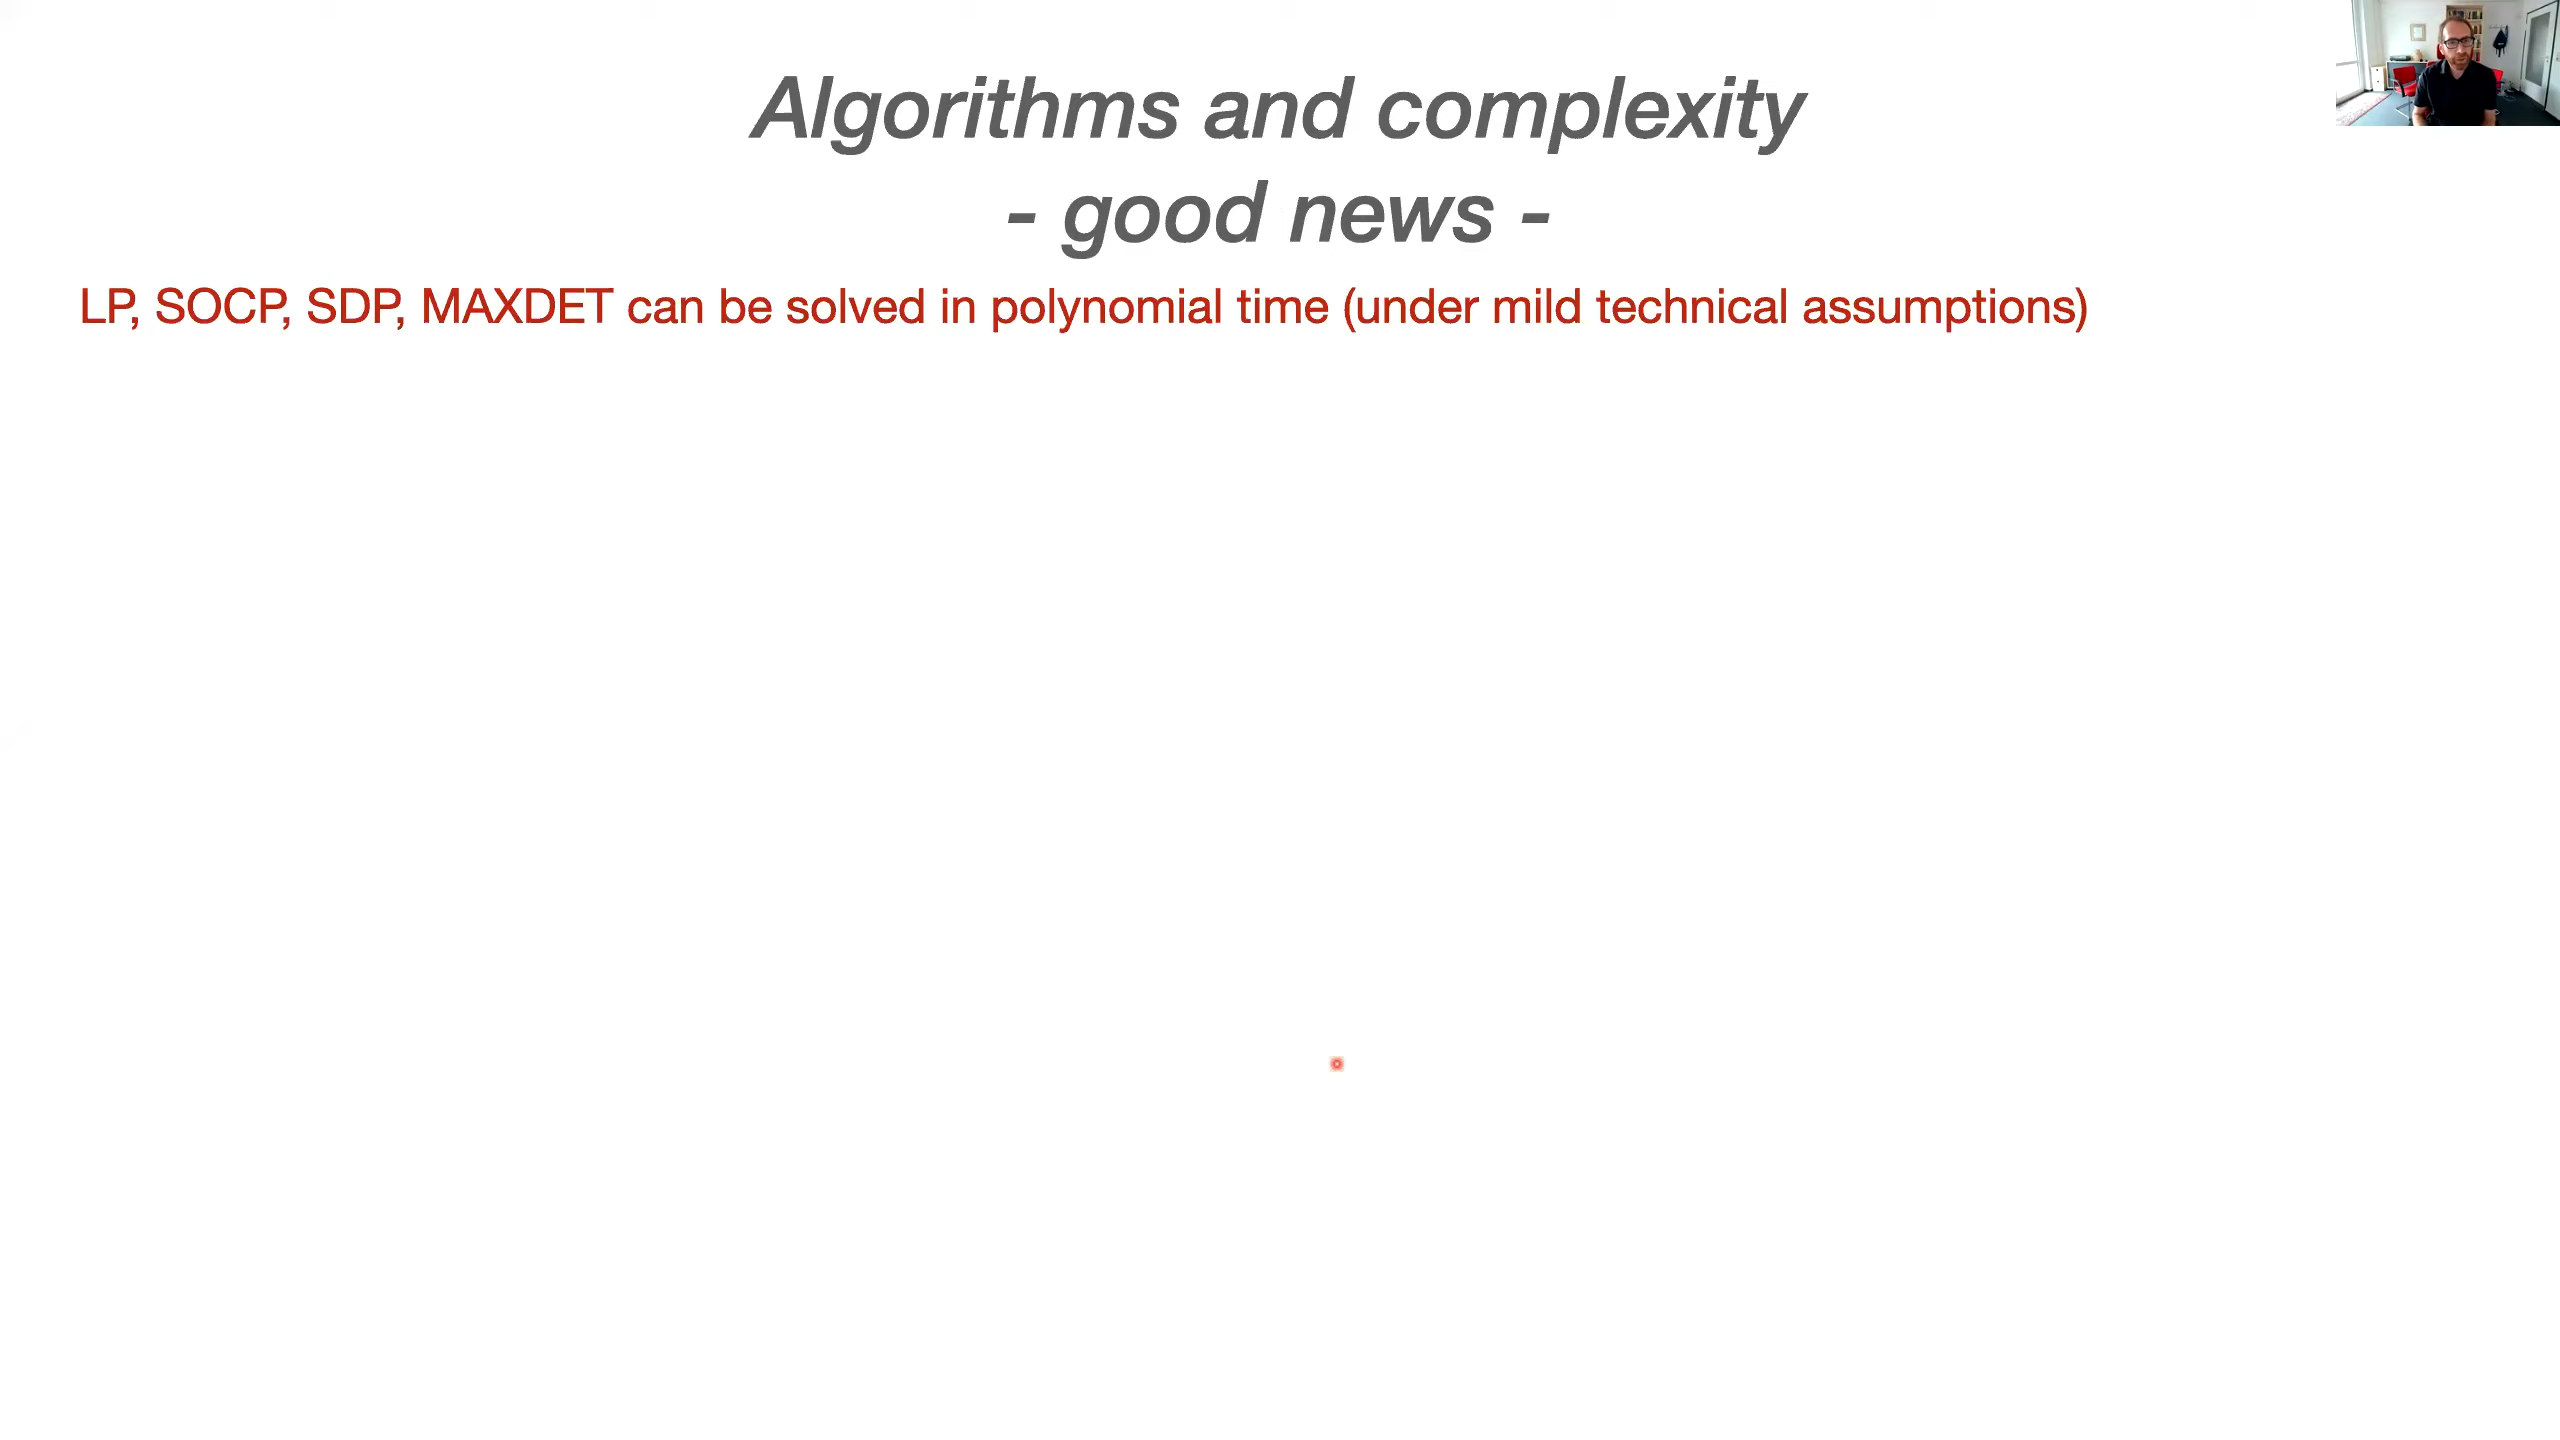 Algorithms and complexity
- good news -
LP, SOCP, SDP, MAXDET can be solved in polynomial time (under mild technical assumptions)